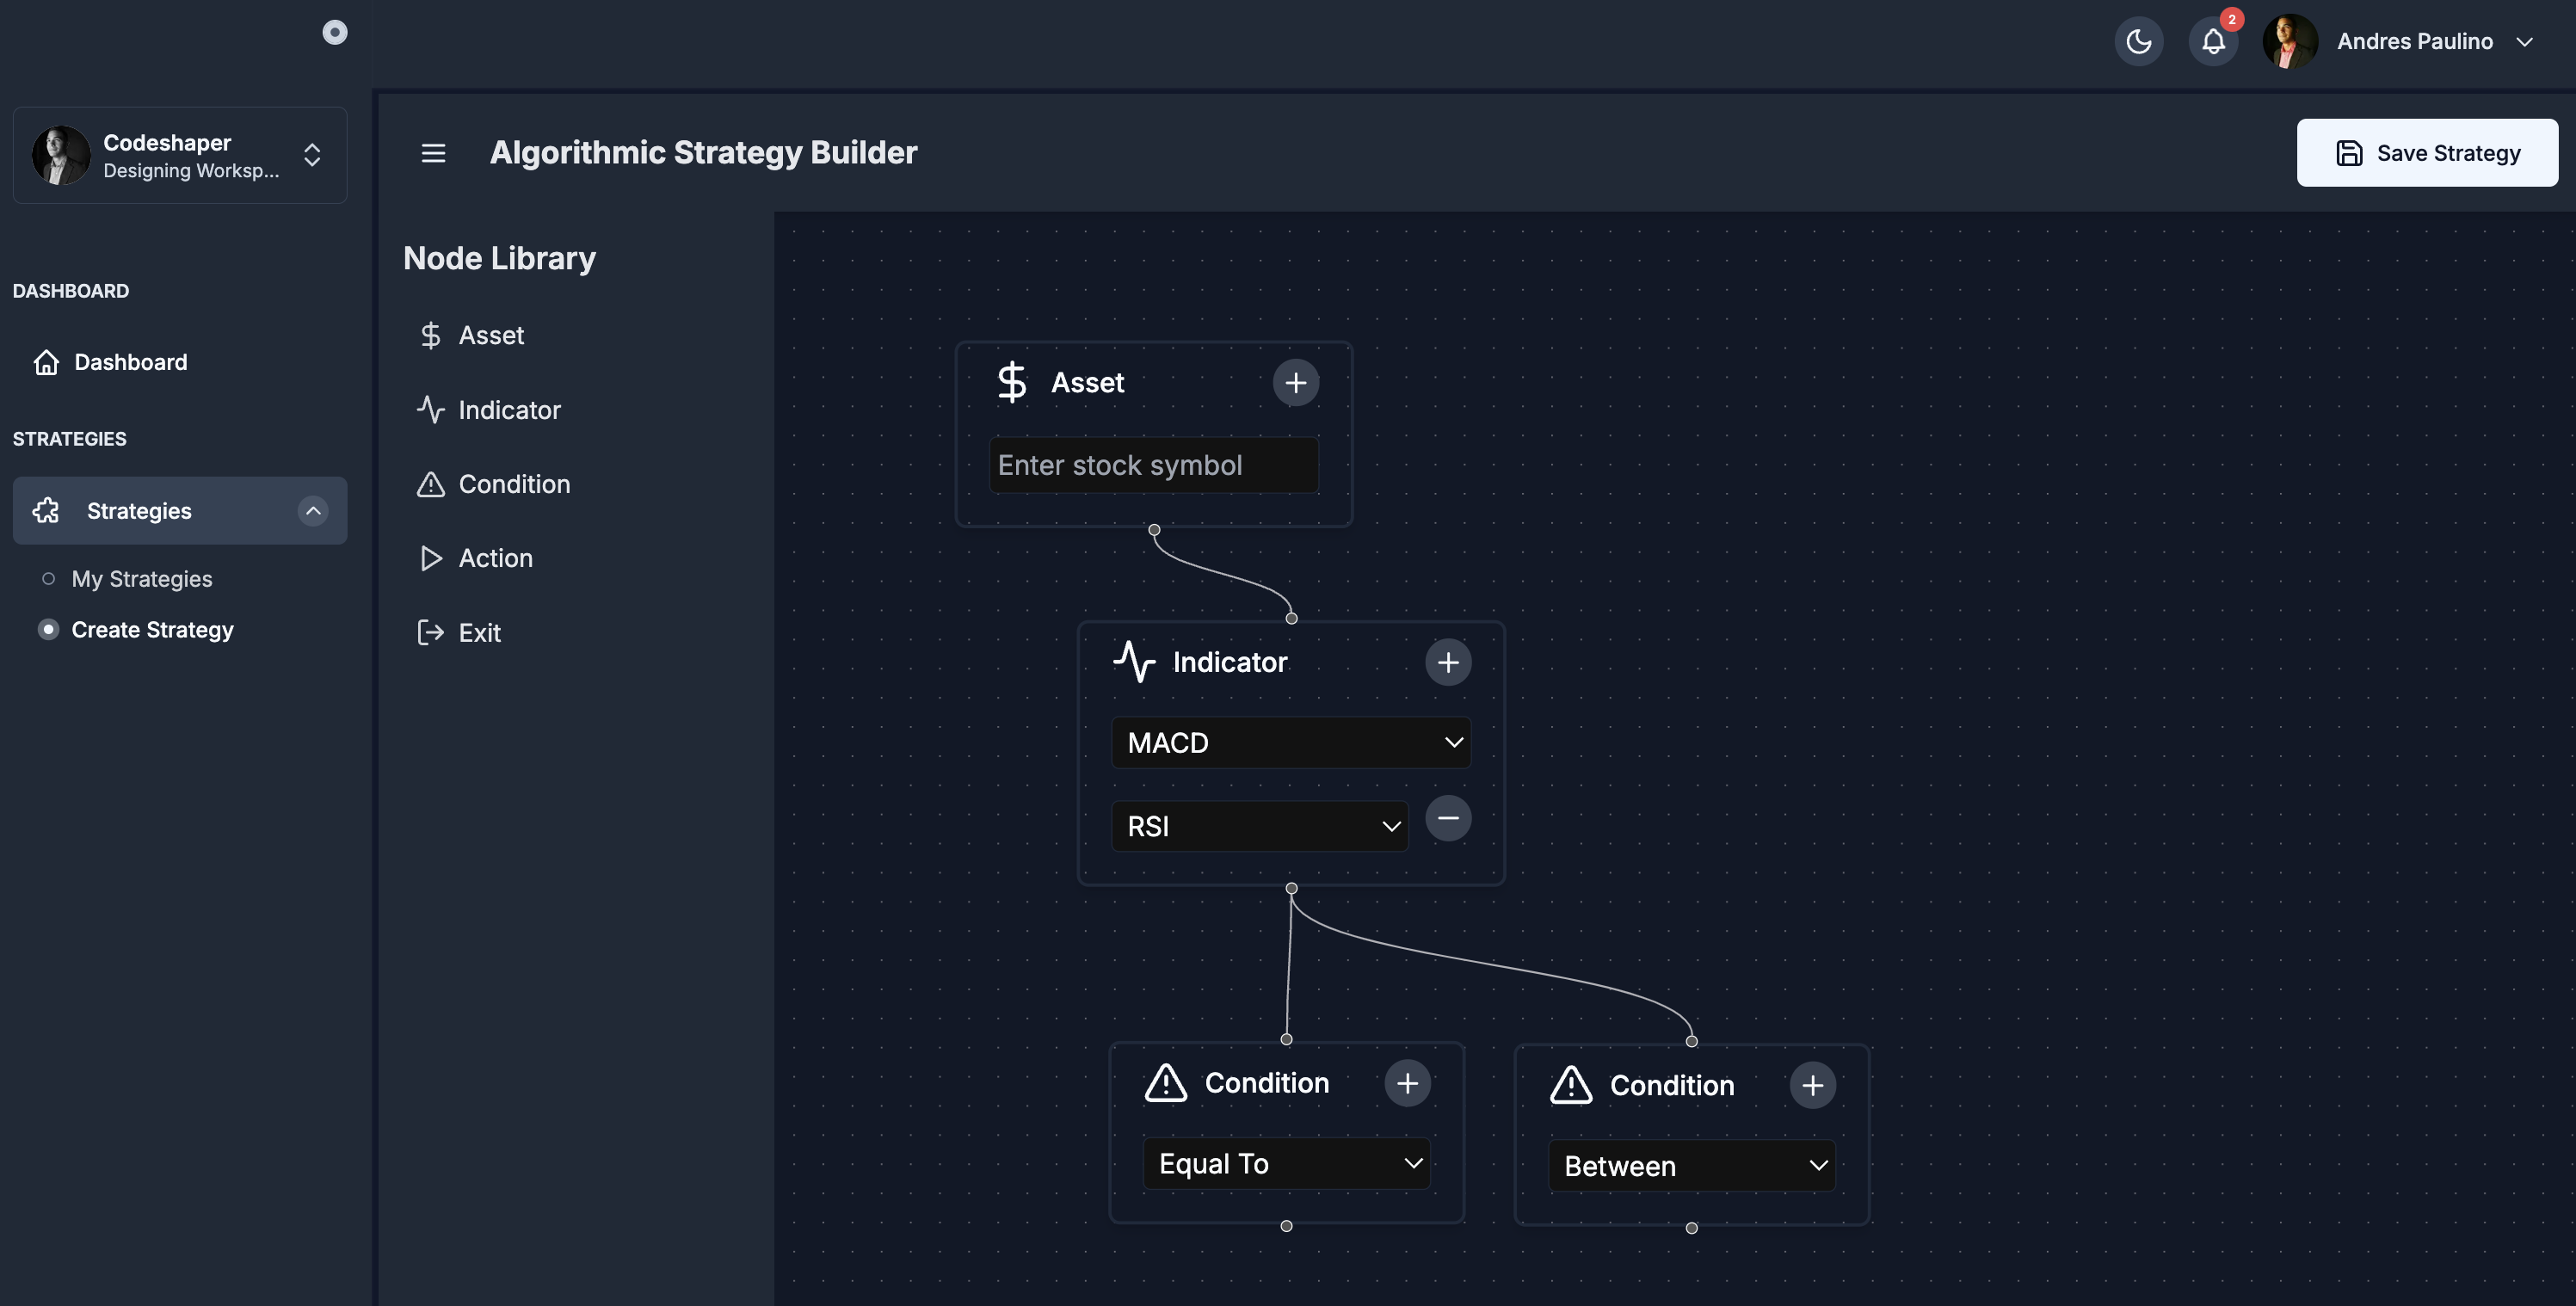 2
Andres Paulino
Codeshaper
Designing Worksp...
Algorithmic Strategy Builder
Save Strategy
DASHBOARD
Dashboard
STRATEGIES
Strategies
My Strategies
Create Strategy
Node Library
Asset
Indicator
Condition
Action
Exit
Asset
Enter stock symbol
Indicator
MACD
RSI
Condition
Equal To
Condition
Between